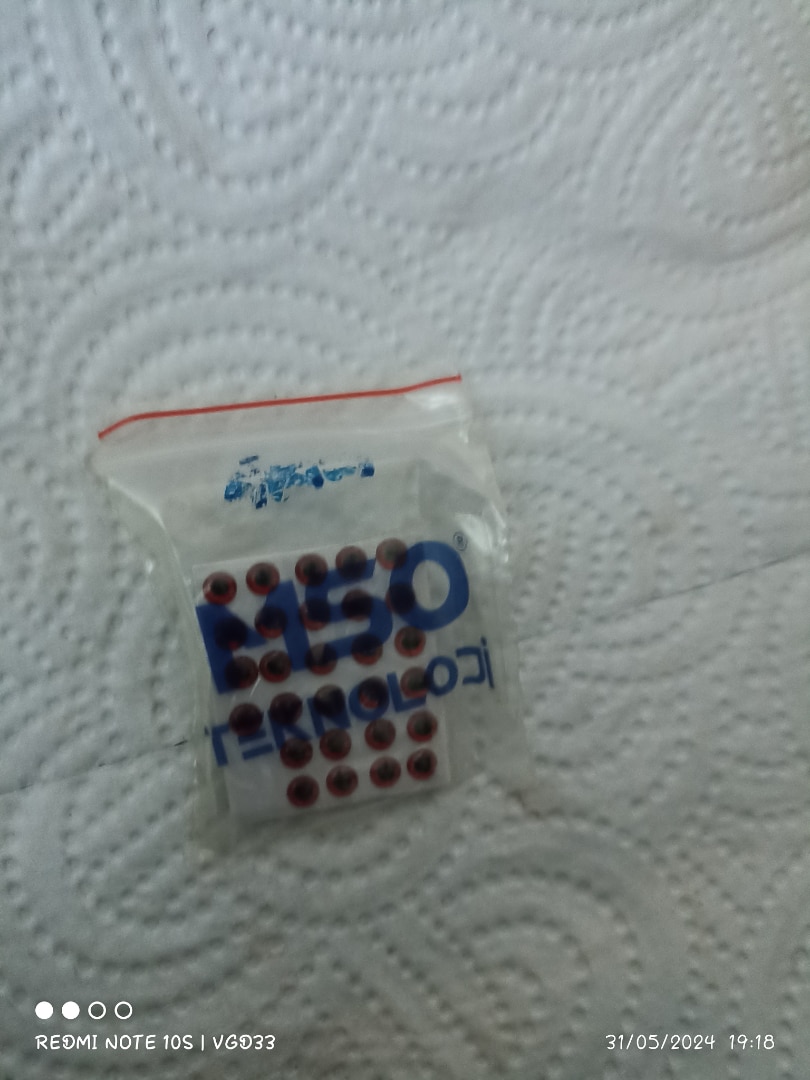 MSO®
TEKNOLOJİ
REDMI NOTE 10S | VGD33
31/05/2024 19:18